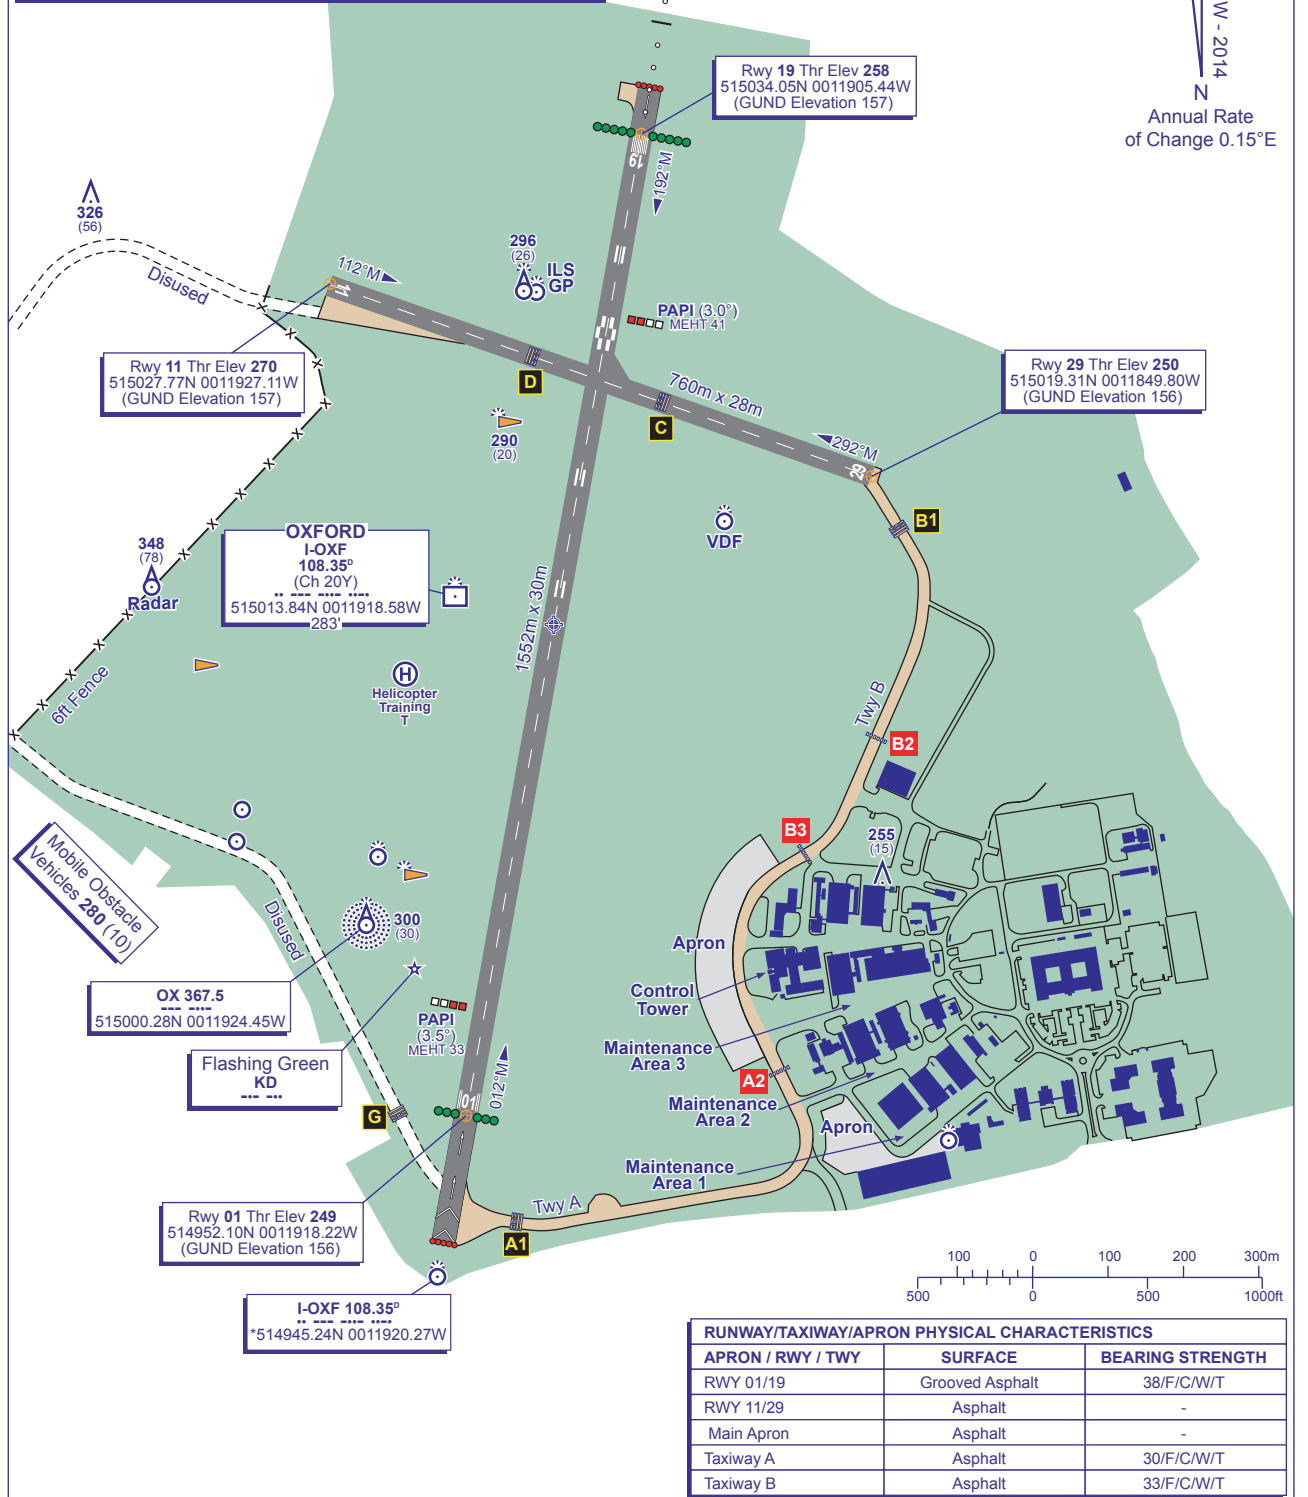 W - 2014
N
Annual Rate
of Change 0.15°E
Rwy 19 Thr Elev 258
515034.05N 0011905.44W
(GUND Elevation 157)
19
192°M
326
(56)
Disused
112°M
11
296
(26)
ILS
GP
PAPI (3.0°)
MEHT 41
Rwy 11 Thr Elev 270
515027.77N 0011927.11W
(GUND Elevation 157)
D
760m x 28m
C
Rwy 29 Thr Elev 250
515019.31N 0011849.80W
(GUND Elevation 156)
290
(20)
292°M
29
B1
VDF
OXFORD
I-OXF
108.35ᴰ
(Ch 20Y)
·· --- -··- ··-·
515013.84N 0011918.58W
283'
348
(78)
Radar
1552m x 30m
6ft Fence
H
Helicopter
Training
T
Twy B
B2
B3
255
(15)
Mobile Obstacle
Vehicles 280 (10)
Disused
300
(30)
Apron
Control
Tower
OX 367.5
--- -··-
515000.28N 0011924.45W
PAPI
(3.5°)
MEHT 33
Maintenance
Area 3
Flashing Green
KD
-·- -··
012°M
01
A2
Maintenance
Area 2
G
Apron
Maintenance
Area 1
Rwy 01 Thr Elev 249
514952.10N 0011918.22W
(GUND Elevation 156)
Twy A
A1
I-OXF 108.35ᴰ
·· --- -··- ··-·
*514945.24N 0011920.27W
100 0 100 200 300m
500 0 500 1000ft
RUNWAY/TAXIWAY/APRON PHYSICAL CHARACTERISTICS
APRON / RWY / TWY SURFACE BEARING STRENGTH
RWY 01/19 Grooved Asphalt 38/F/C/W/T
RWY 11/29 Asphalt -
Main Apron Asphalt -
Taxiway A Asphalt 30/F/C/W/T
Taxiway B Asphalt 33/F/C/W/T